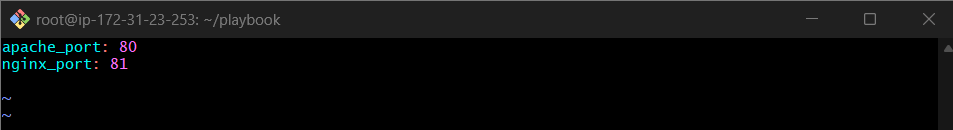 root@ip-172-31-23-253: ~/playbook
apache_port: 80
nginx_port: 81
~
~